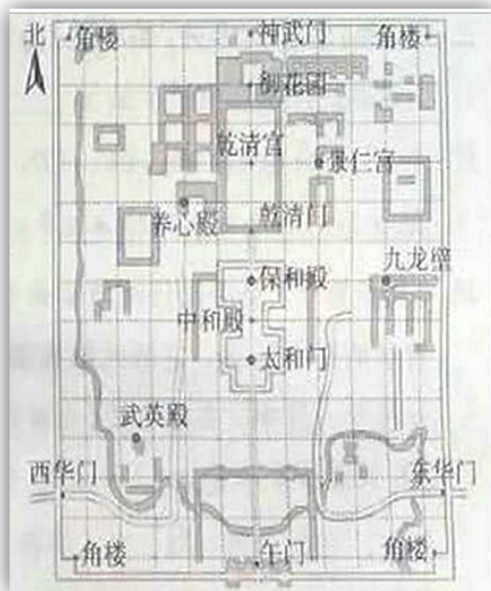 北
角楼
神武门
角楼
御花园
乾清宫
景仁宫
养心殿
乾清门
九龙壁
保和殿
中和殿
太和门
武英殿
西华门
东华门
角楼
午门
角楼